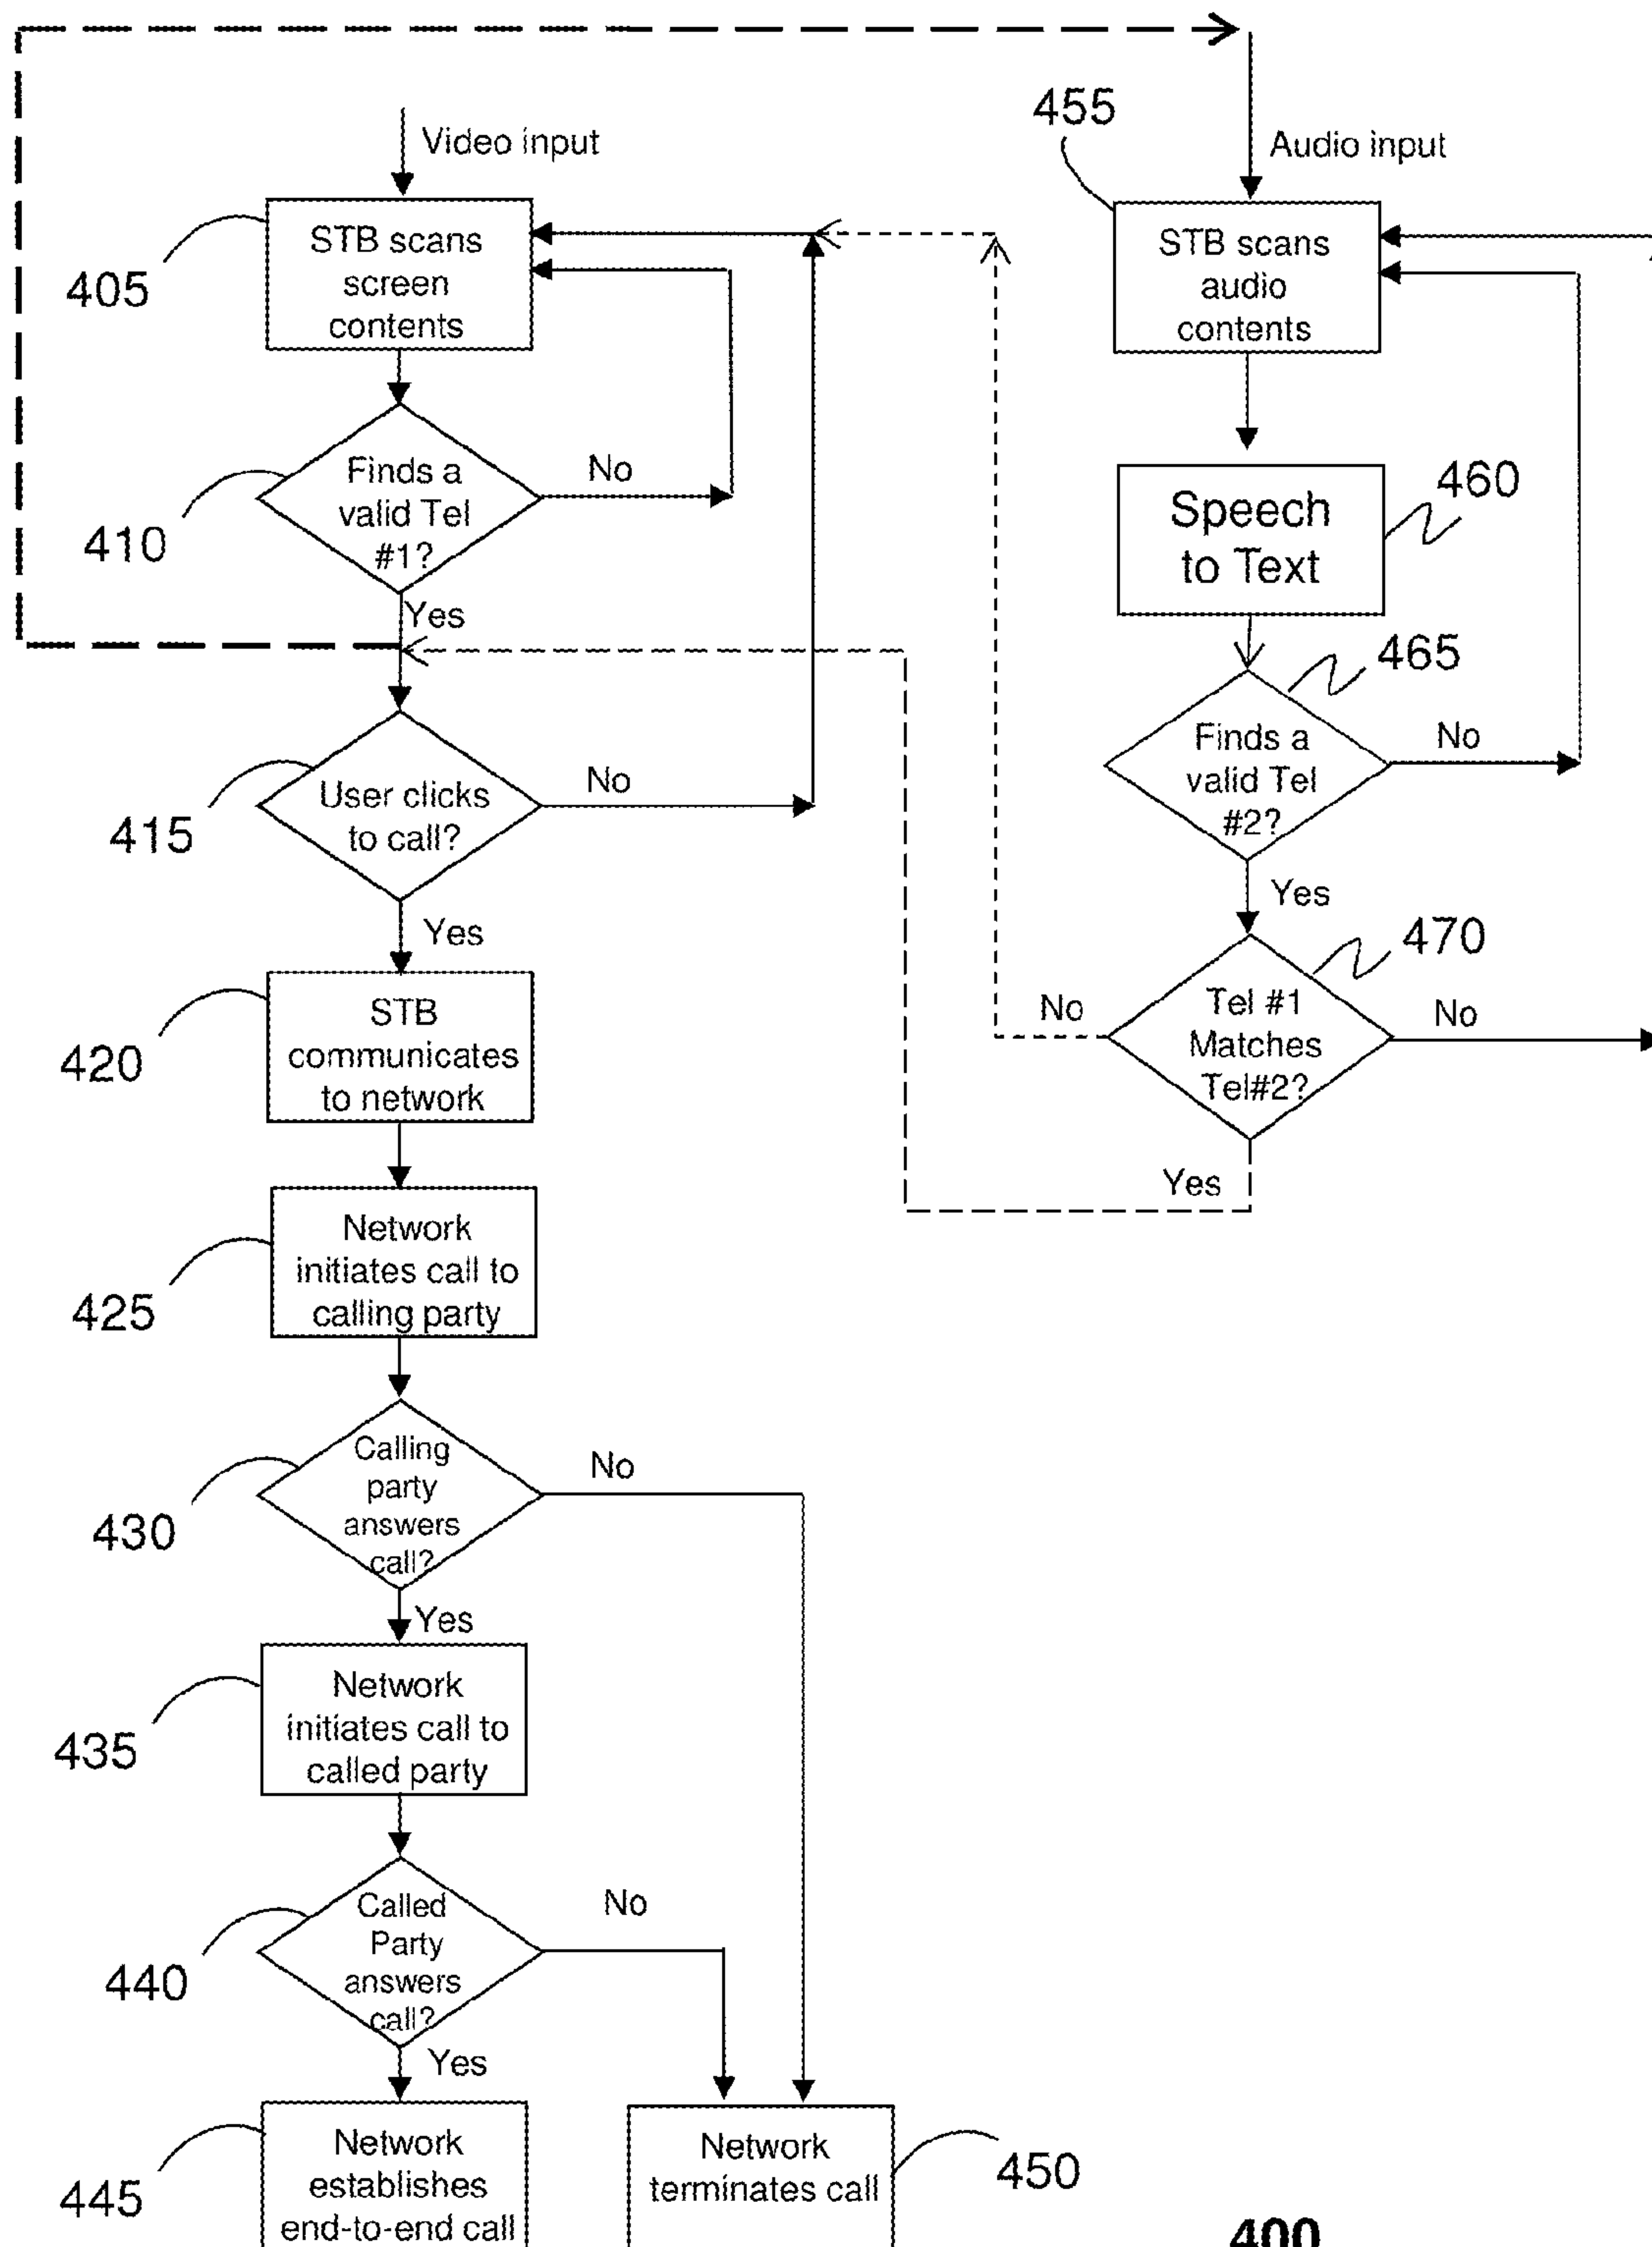 Video input
405
STB scans
screen
contents
410
Finds a
valid Tel
#1?
No
Yes
415
User clicks
to call?
No
Yes
420
STB
communicates
to network
425
Network
initiates call to
calling party
430
Calling
party
answers
call?
No
Yes
435
Network
initiates call to
called party
440
Called
Party
answers
call?
No
Yes
445
Network
establishes
end-to-end call
Network
terminates call
450
455
Audio input
STB scans
audio
contents
460
Speech
to Text
465
Finds a
valid Tel
#2?
No
Yes
470
Tel #1
Matches
Tel#2?
No
No
Yes
400